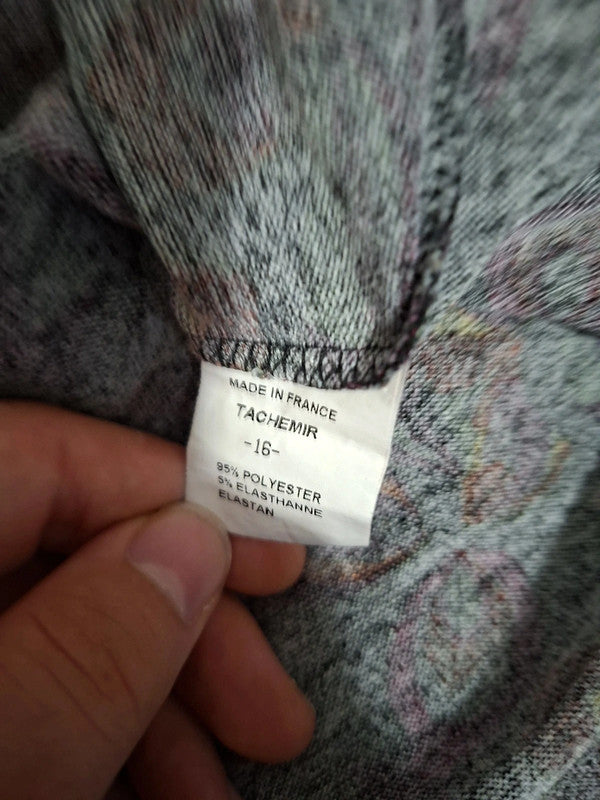 MADE IN FRANCE
TACHEMIR
-16-
95% POLYESTER
5% ELASTHANNE
ELASTAN